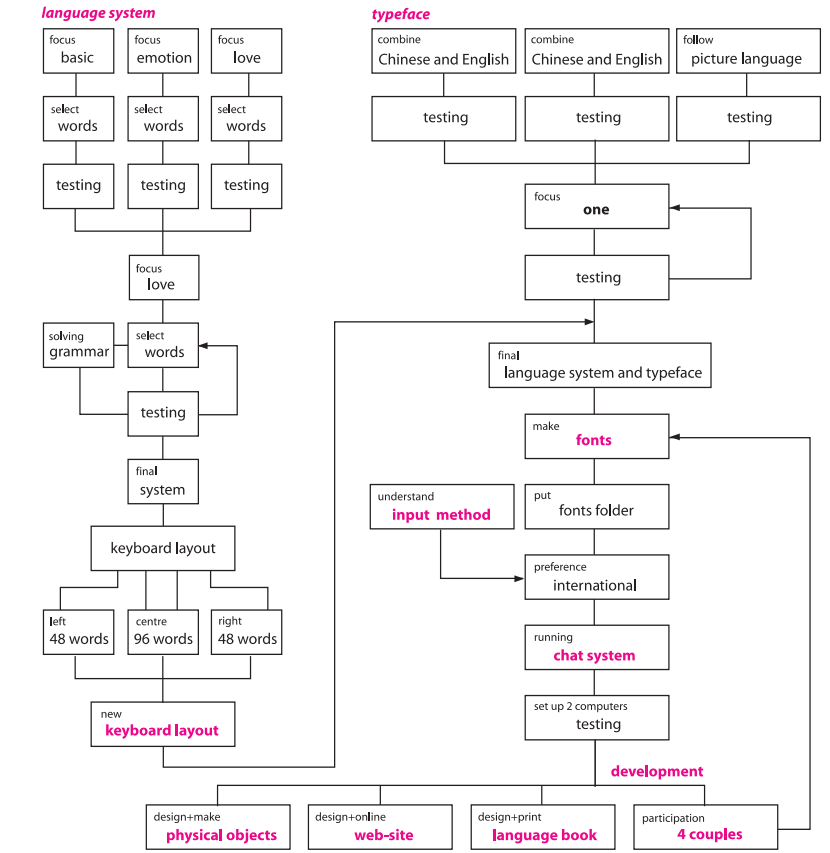 language system
focus
basic
focus
emotion
focus
love
select
words
select
words
select
words
testing
testing
testing
focus
love
solving
grammar
select
words
testing
final
system
keyboard layout
left
48 words
centre
96 words
right
48 words
new
keyboard layout
typeface
combine
Chinese and English
combine
Chinese and English
follow
picture language
testing
testing
testing
focus
one
testing
final
language system and typeface
make
fonts
understand
input method
put
fonts folder
preference
international
running
chat system
set up 2 computers
testing
development
design+make
physical objects
design+online
web-site
design+print
language book
participation
4 couples